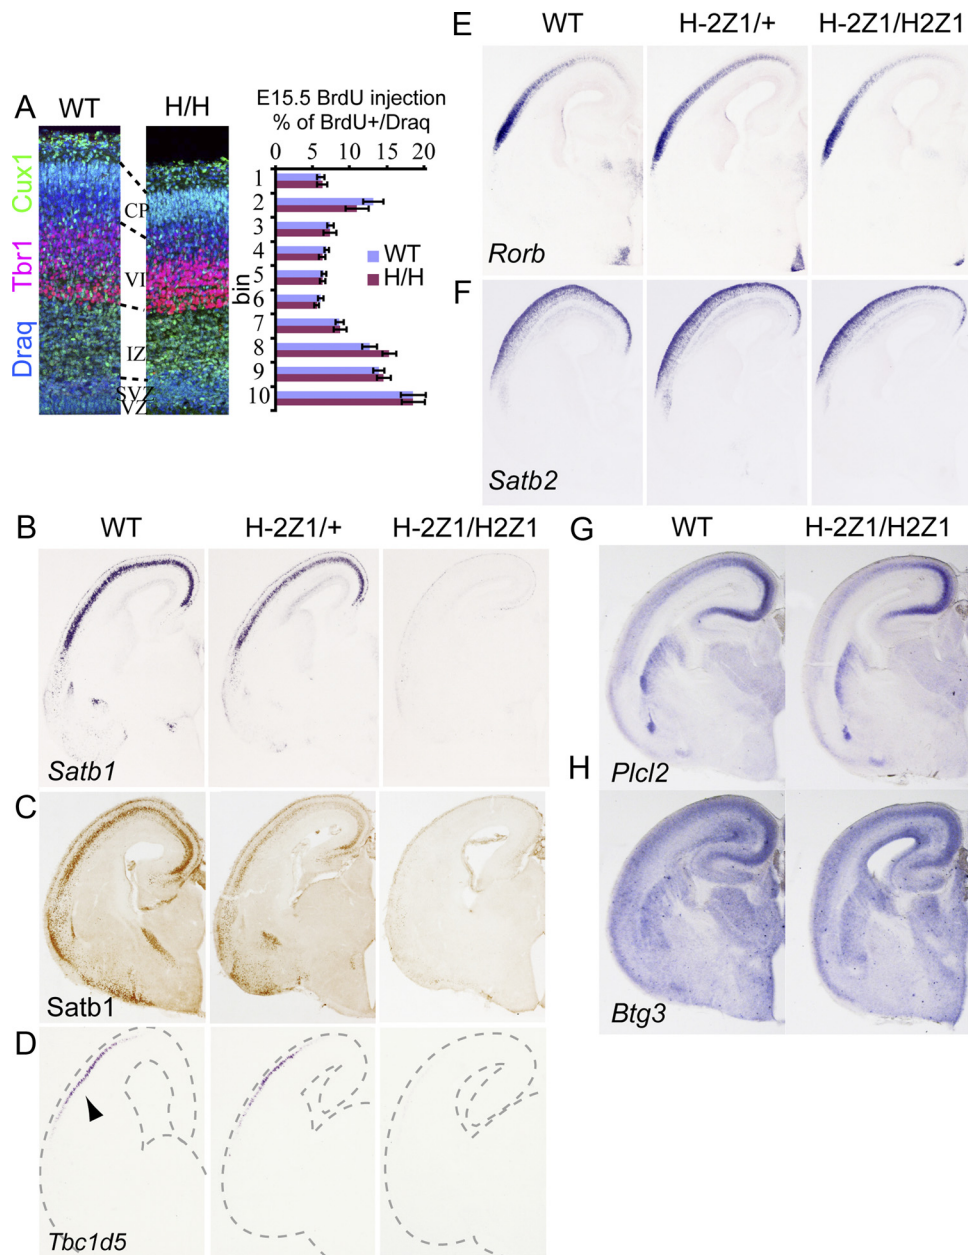 A
WT
H/H
Cux1
Tbr1
Draq
CP
VI
IZ
SVZ
VZ
E15.5 BrdU injection
% of BrdU+/Draq
0 5 10 15 20
bin
1
2
3
4
5
6
7
8
9
10
WT
H/H
B
WT
H-2Z1/+
H-2Z1/H2Z1
Satb1
C
Satb1
D
Tbc1d5
E
WT
H-2Z1/+
H-2Z1/H2Z1
Rorb
F
Satb2
G
WT
H-2Z1/H2Z1
Plcl2
H
Btg3